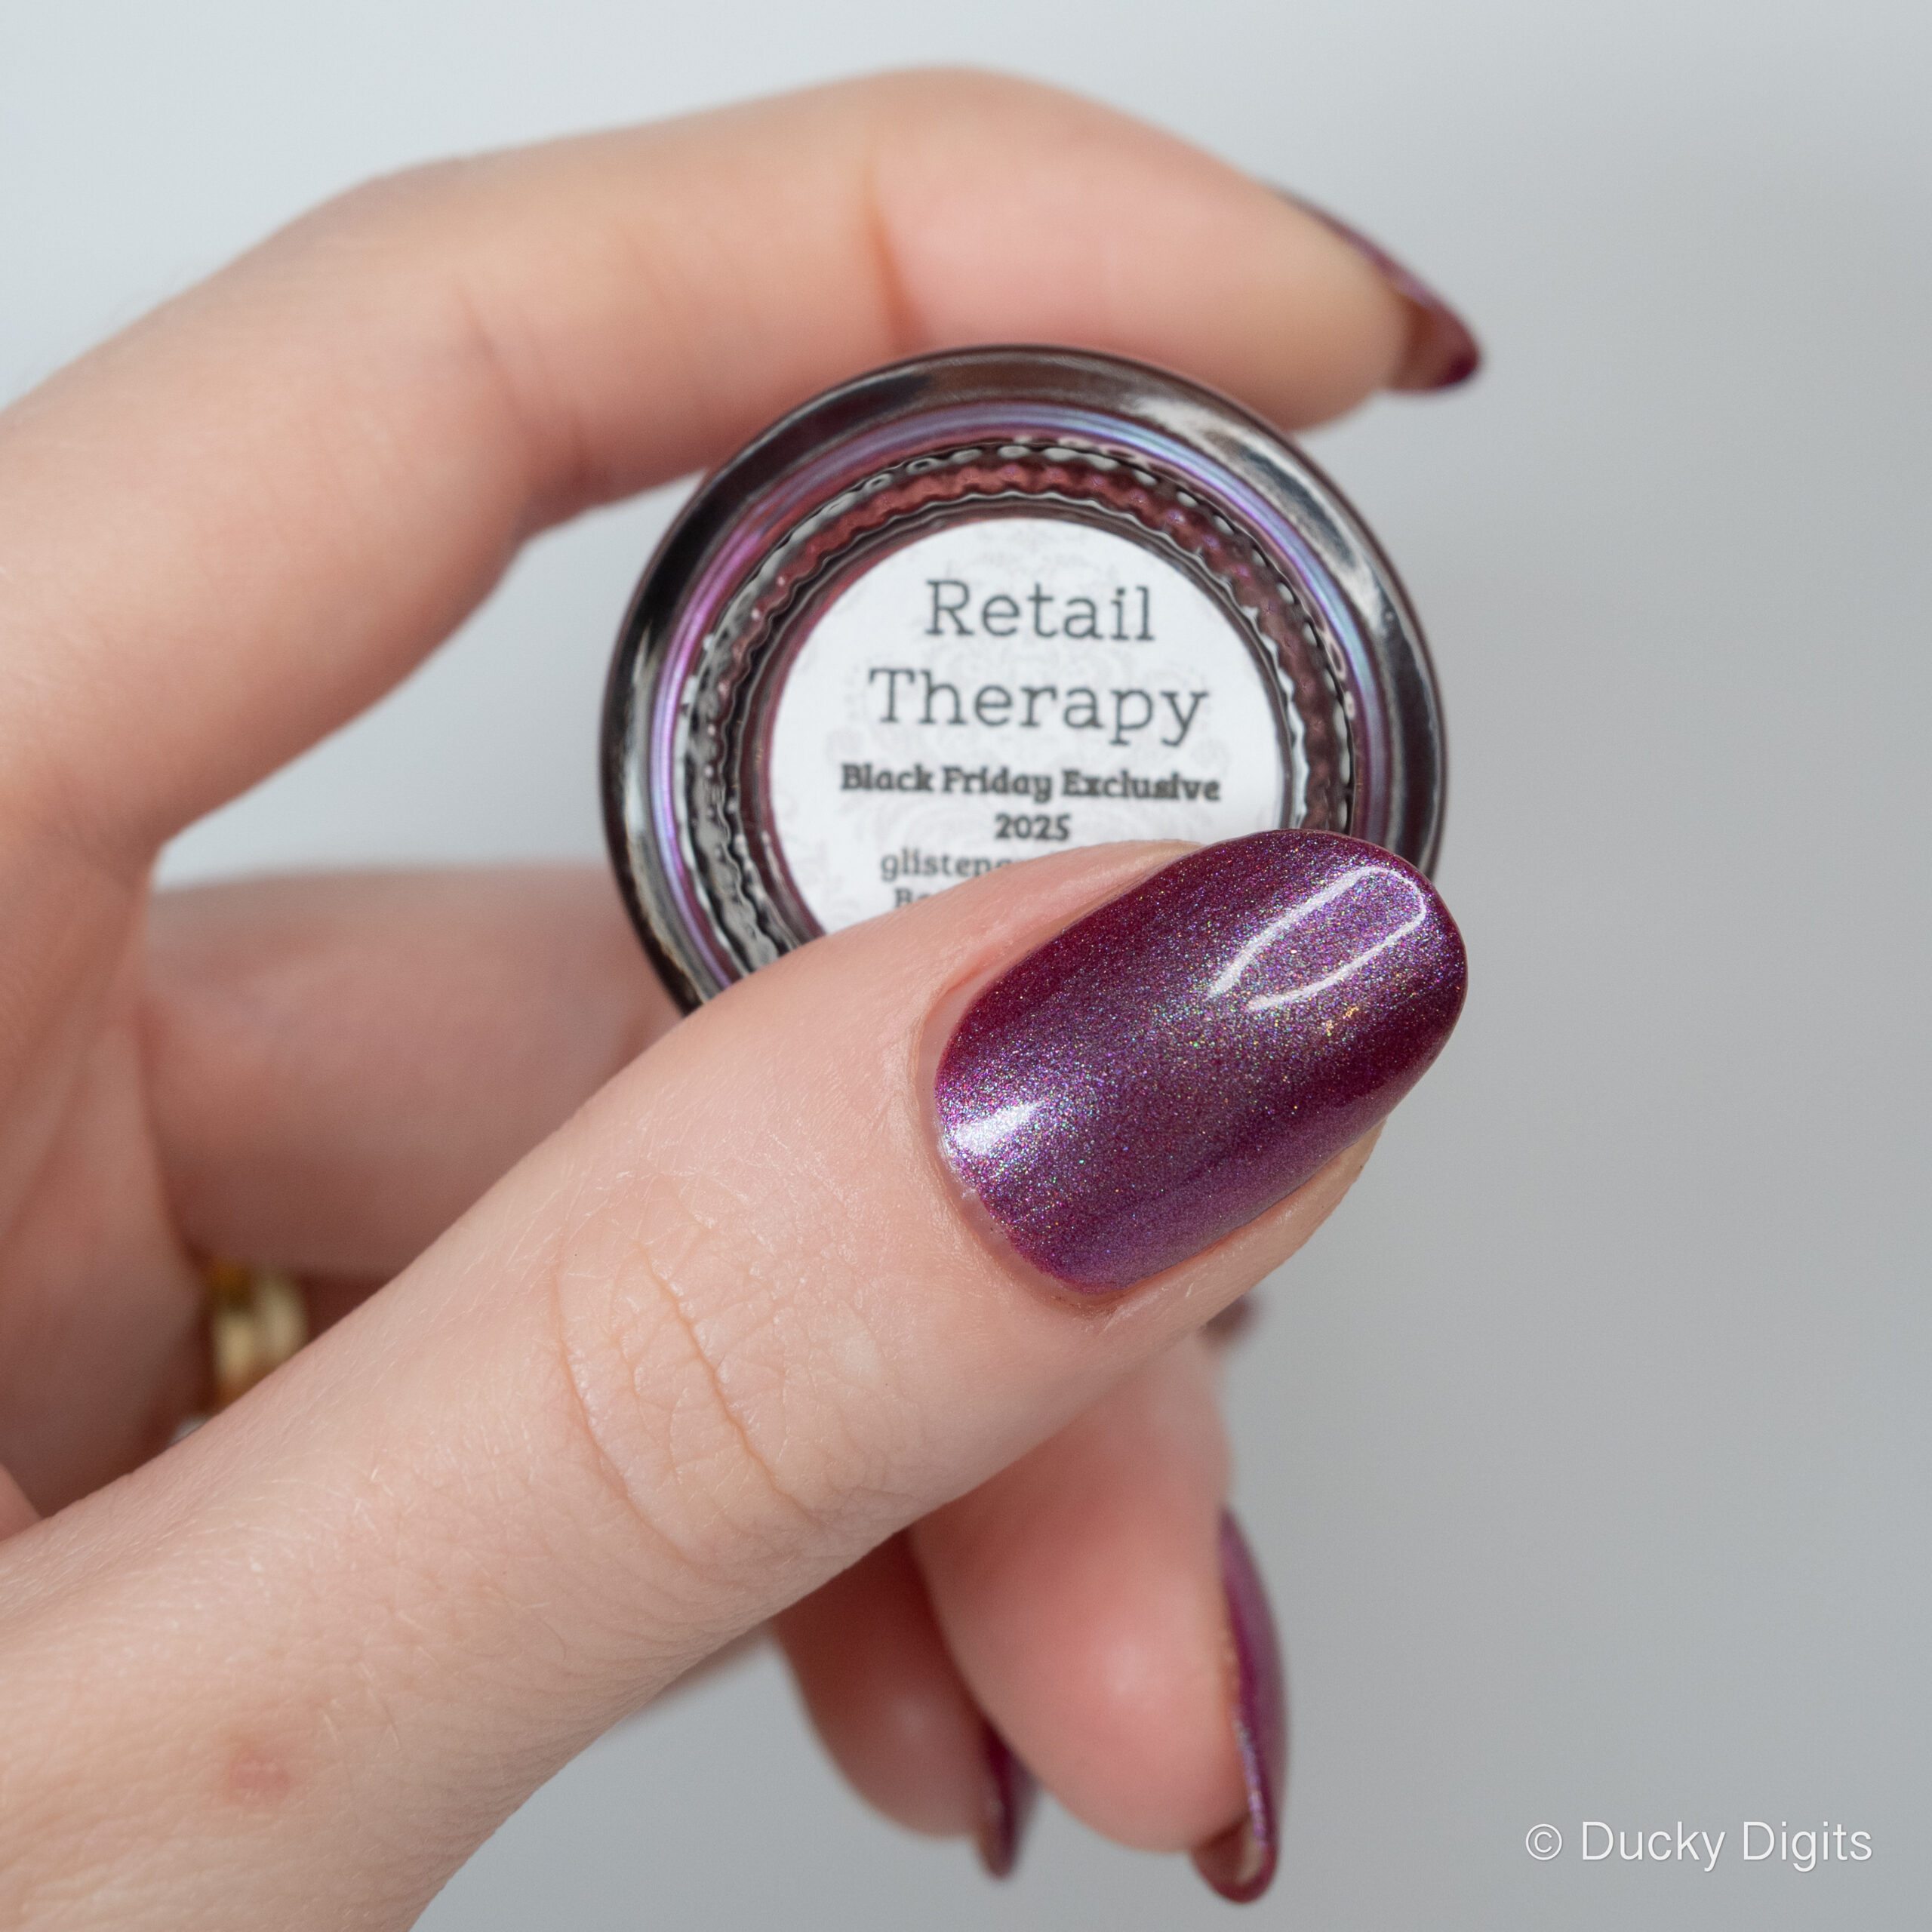 Retail
Therapy
Black Friday Exclusive
2025
© Ducky Digits